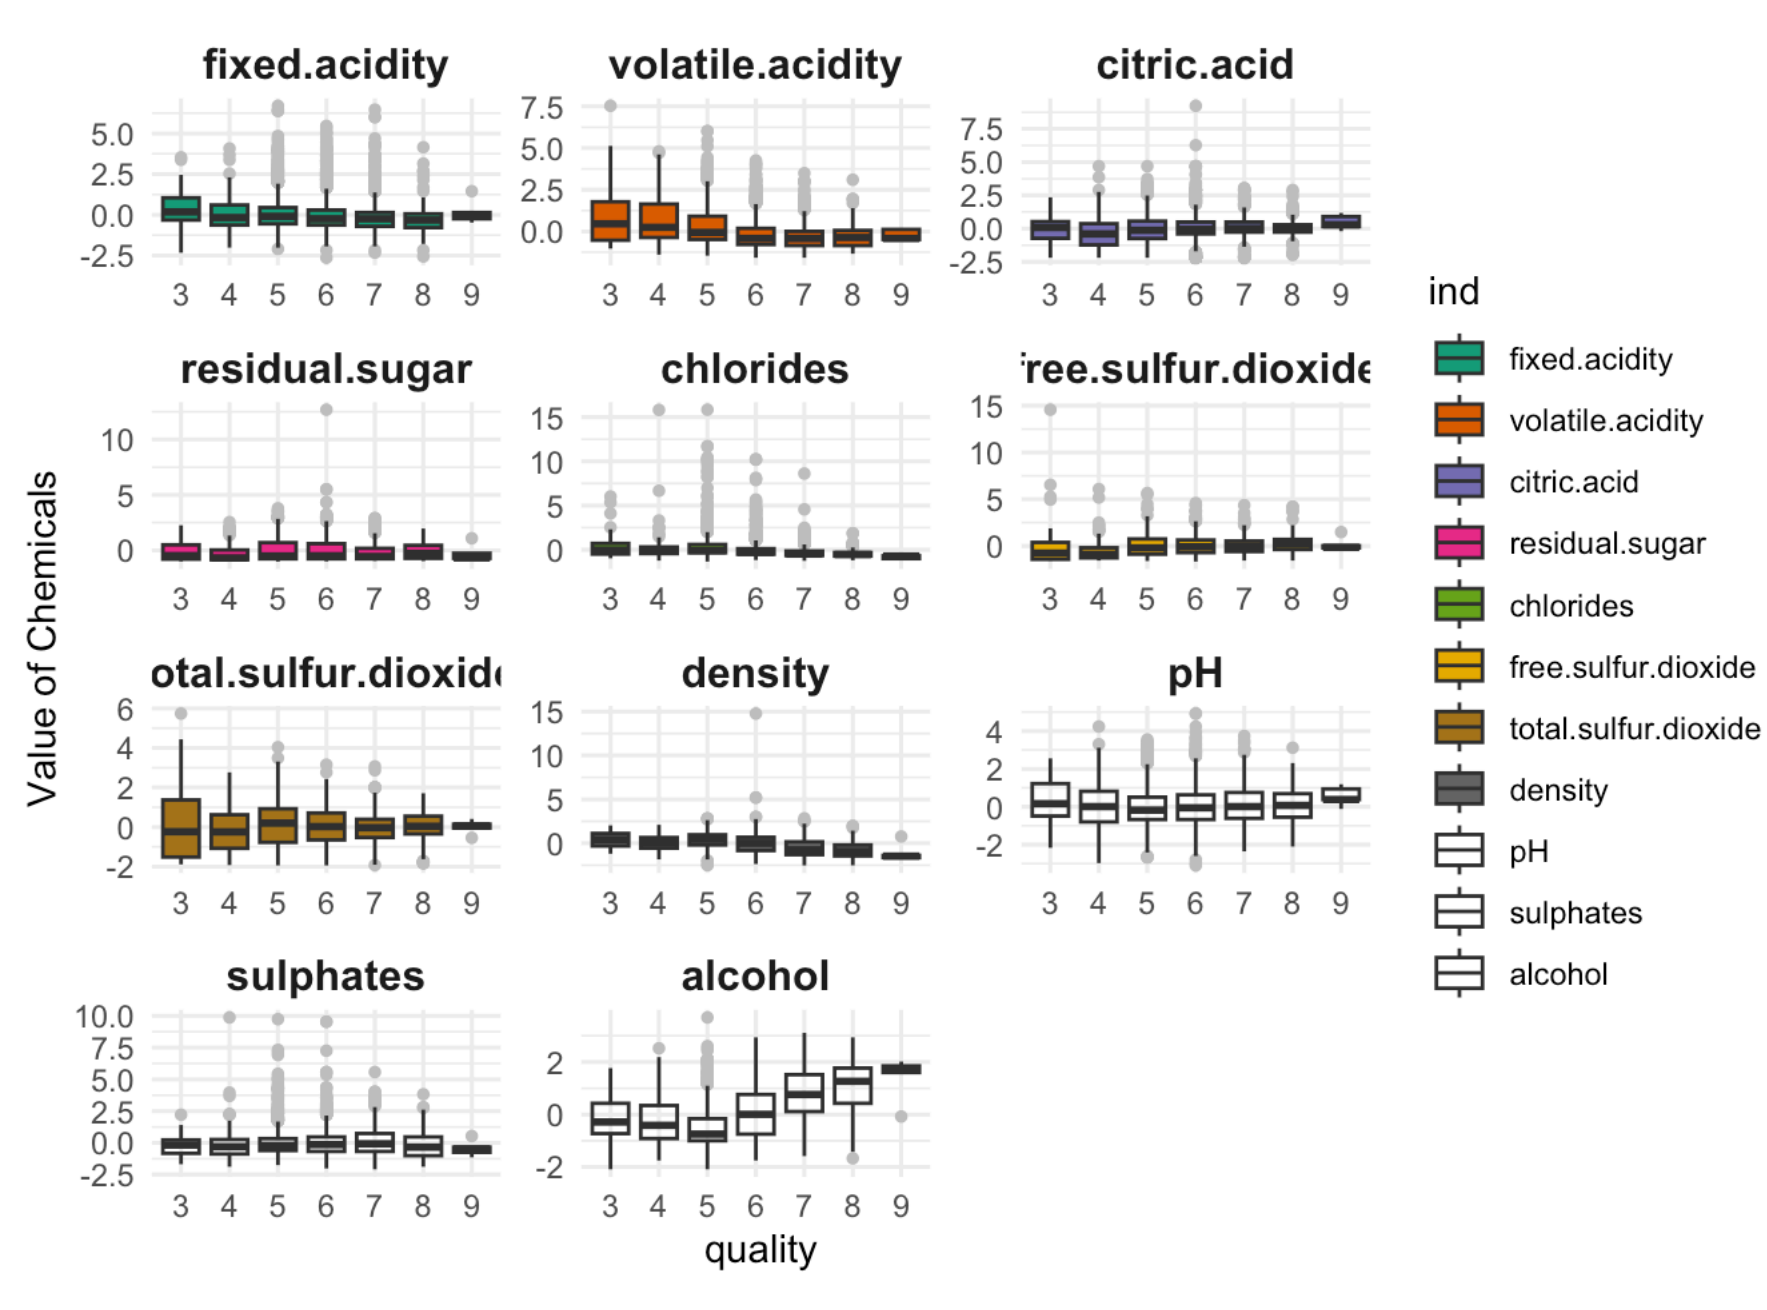 fixed.acidity volatile.acidity citric.acid
7.5
5.0
2.5
0.0
-2.5
7.5
5.0
2.5
0.0
7.5
5.0
2.5
0.0
-2.5
3 4 5 6 7 8 9 3 4 5 6 7 8 9 3 4 5 6 7 8 9
residual.sugar chlorides free.sulfur.dioxide
10
5
0
15
10
5
0
15
10
5
0
3 4 5 6 7 8 9 3 4 5 6 7 8 9 3 4 5 6 7 8 9
otal.sulfur.dioxide density pH
6
4
2
0
-2
15
10
5
0
4
2
0
-2
3 4 5 6 7 8 9 3 4 5 6 7 8 9 3 4 5 6 7 8 9
sulphates alcohol
10.0
7.5
5.0
2.5
0.0
-2.5
2
0
-2
3 4 5 6 7 8 9 3 4 5 6 7 8 9
quality
Value of Chemicals
ind
fixed.acidity
volatile.acidity
citric.acid
residual.sugar
chlorides
free.sulfur.dioxide
total.sulfur.dioxide
density
pH
sulphates
alcohol